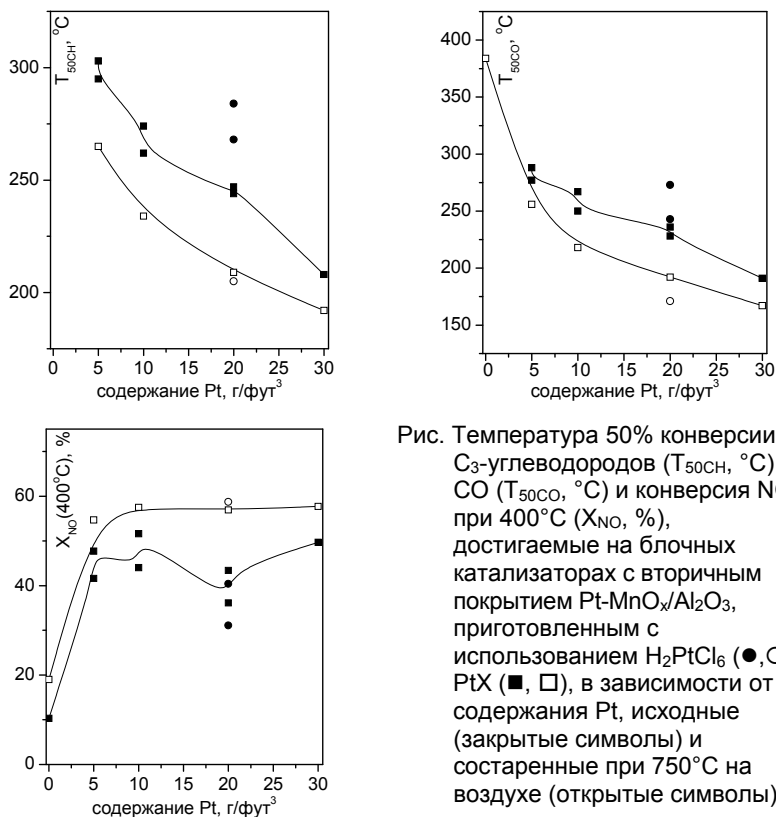 T₅₀CH, °C
300
250
200
0 5 10 15 20 25 30
содержание Pt, г/фут³
T₅₀CO, °C
400
350
300
250
200
150
0 5 10 15 20 25 30
содержание Pt, г/фут³
X_NO(400°C), %
60
40
20
0
0 5 10 15 20 25 30
содержание Pt, г/фут³
Рис. Температура 50% конверсии
C₃-углеводородов (T₅₀CH, °C)
CO (T₅₀CO, °C) и конверсия
при 400°C (X_NO, %),
достигаемые на блочных
катализаторах с вторичным
покрытием Pt-MnOₓ/Al₂O₃,
приготовленным с
использованием H₂PtCl₆ (●,○
PtX (■, □), в зависимости от
содержания Pt, исходные
(закрытые символы) и
состаренные при 750°C на
воздухе (открытые символы)